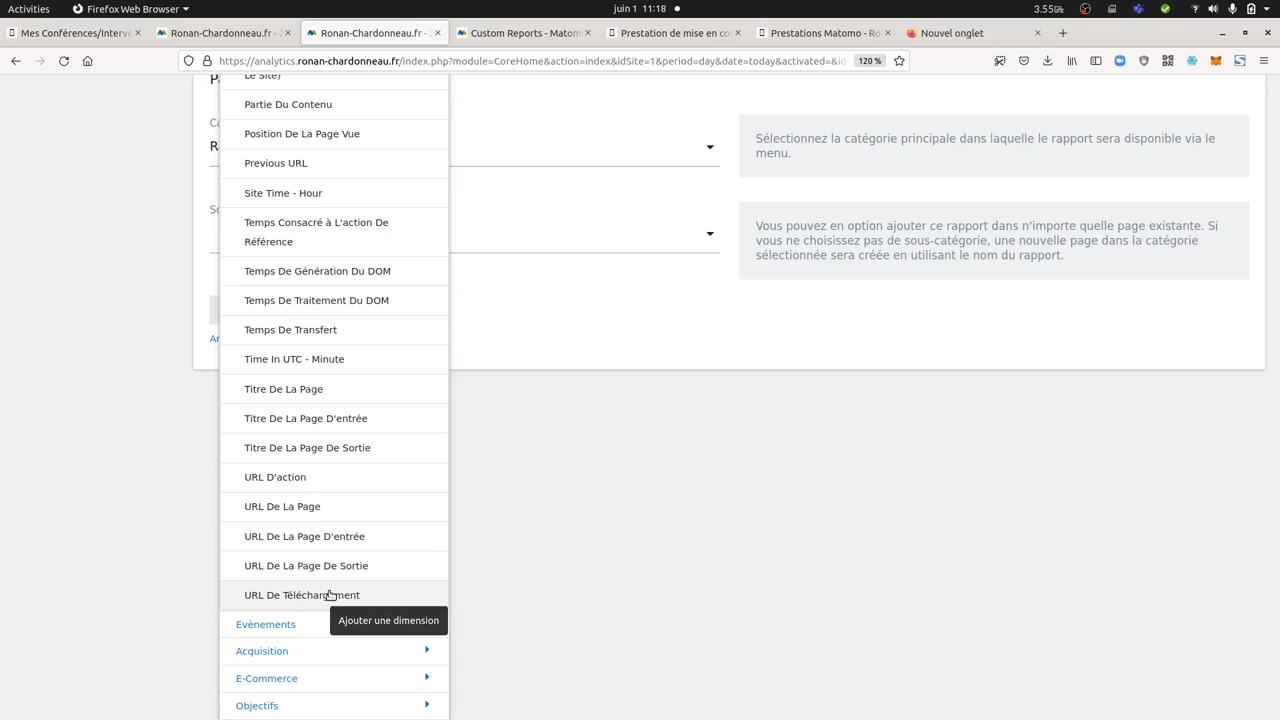 Activities
Firefox Web Browser
juin 1 11:18
3.55%
Mes Conférences/Interve
Ronan-Chardonneau.fr - 2
Ronan-Chardonneau.fr - 2
Custom Reports - Matom
Prestation de mise en co
Prestations Matomo - Ro
Nouvel onglet
https://analytics.ronan-chardonneau.fr/index.php?module=CoreHome&action=index&idSite=1&period=day&date=today&activated=&id
120 %
Le Site)
Partie Du Contenu
Position De La Page Vue
Previous URL
Site Time - Hour
Temps Consacré à L'action De
Référence
Temps De Génération Du DOM
Temps De Traitement Du DOM
Temps De Transfert
Time In UTC - Minute
Titre De La Page
Titre De La Page D'entrée
Titre De La Page De Sortie
URL D'action
URL De La Page
URL De La Page D'entrée
URL De La Page De Sortie
URL De Téléchargement
Ajouter une dimension
Evènements
Acquisition
E-Commerce
Objectifs
Sélectionnez la catégorie principale dans laquelle le rapport sera disponible via le
menu.
Vous pouvez en option ajouter ce rapport dans n'importe quelle page existante. Si
vous ne choisissez pas de sous-catégorie, une nouvelle page dans la catégorie
sélectionnée sera créée en utilisant le nom du rapport.